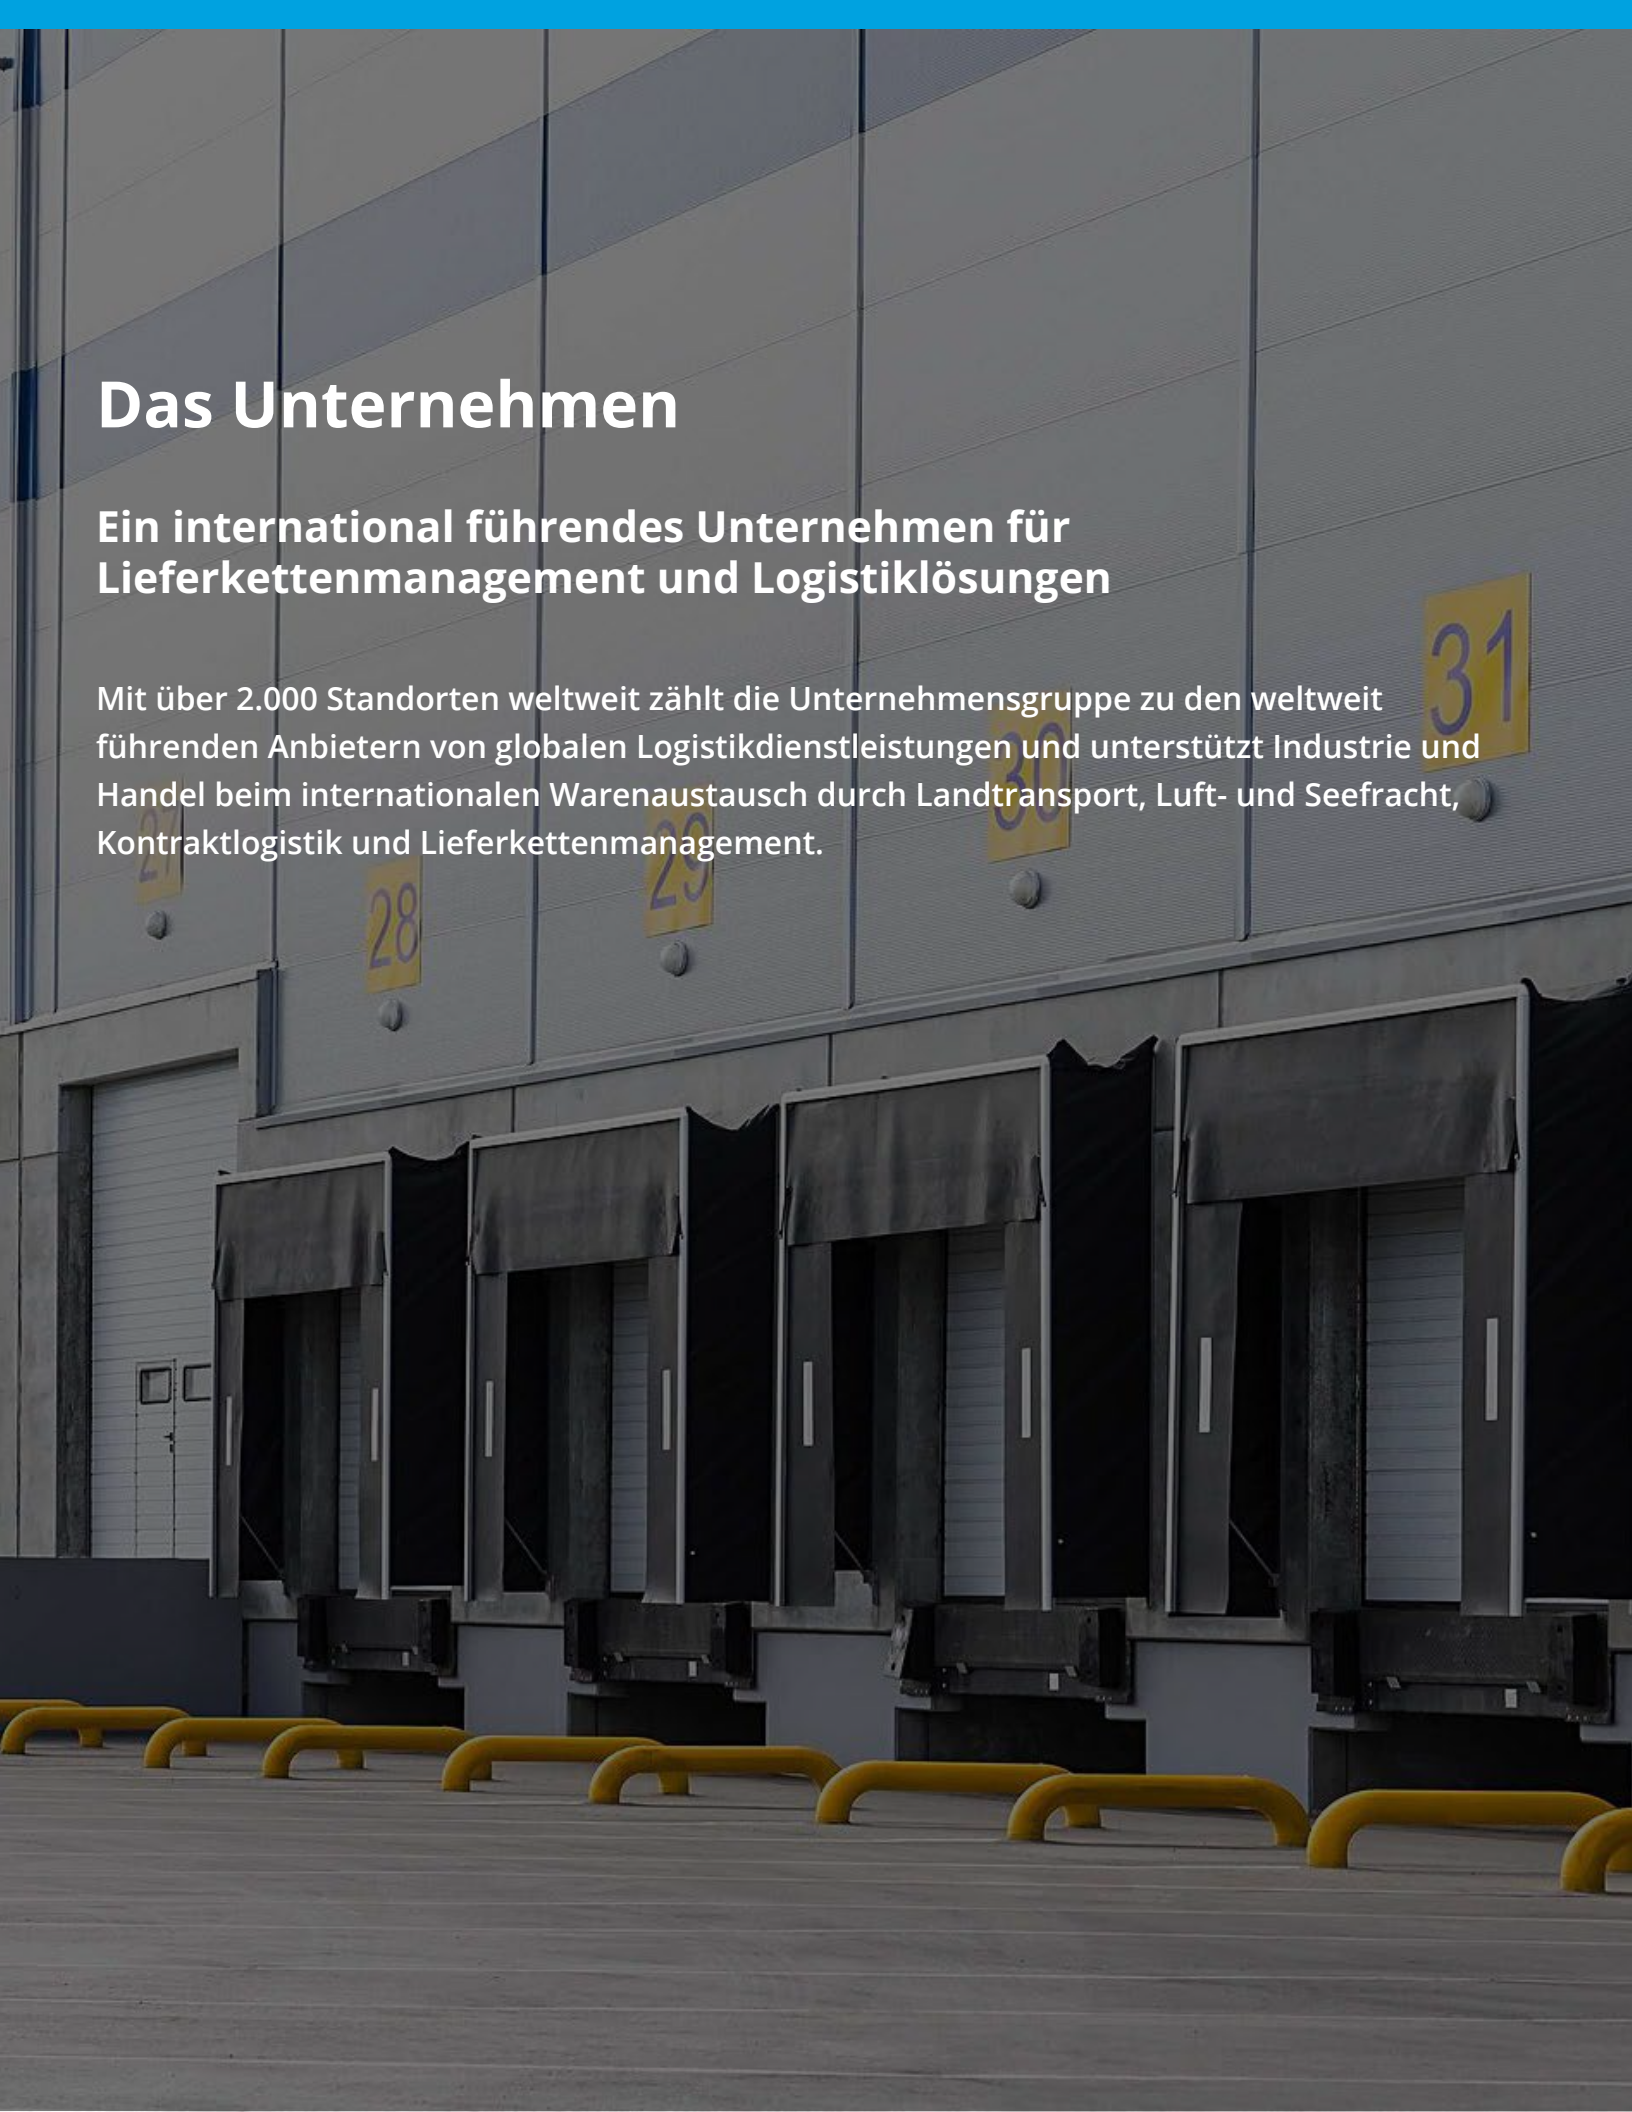 Das Unternehmen
Ein international führendes Unternehmen für
Lieferkettenmanagement und Logistiklösungen
Mit über 2.000 Standorten weltweit zählt die Unternehmensgruppe zu den weltweit
führenden Anbietern von globalen Logistikdienstleistungen und unterstützt Industrie und
Handel beim internationalen Warenaustausch durch Landtransport, Luft- und Seefracht,
Kontraktlogistik und Lieferkettenmanagement.
27
28
29
30
31